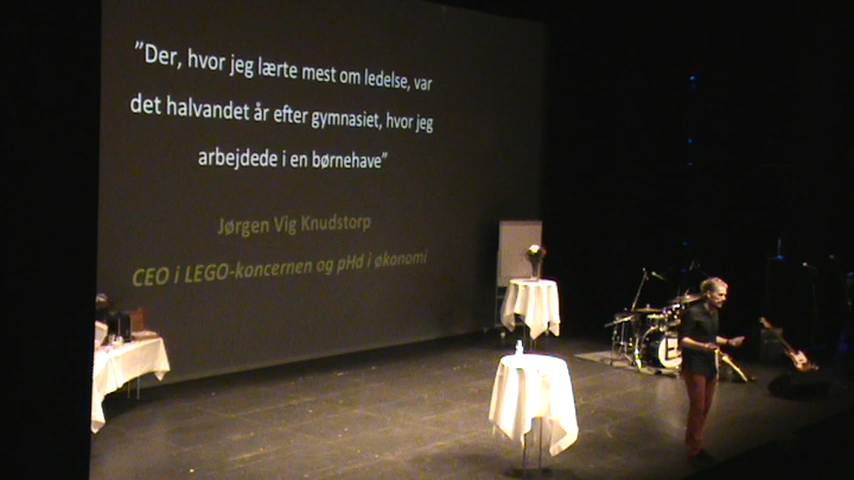 ”Der, hvor jeg lærte mest om ledelse, var
det halvandet år efter gymnasiet, hvor jeg
arbejdede i en børnehave”
Jørgen Vig Knudstorp
CEO i LEGO-koncernen og pHd i økonomi